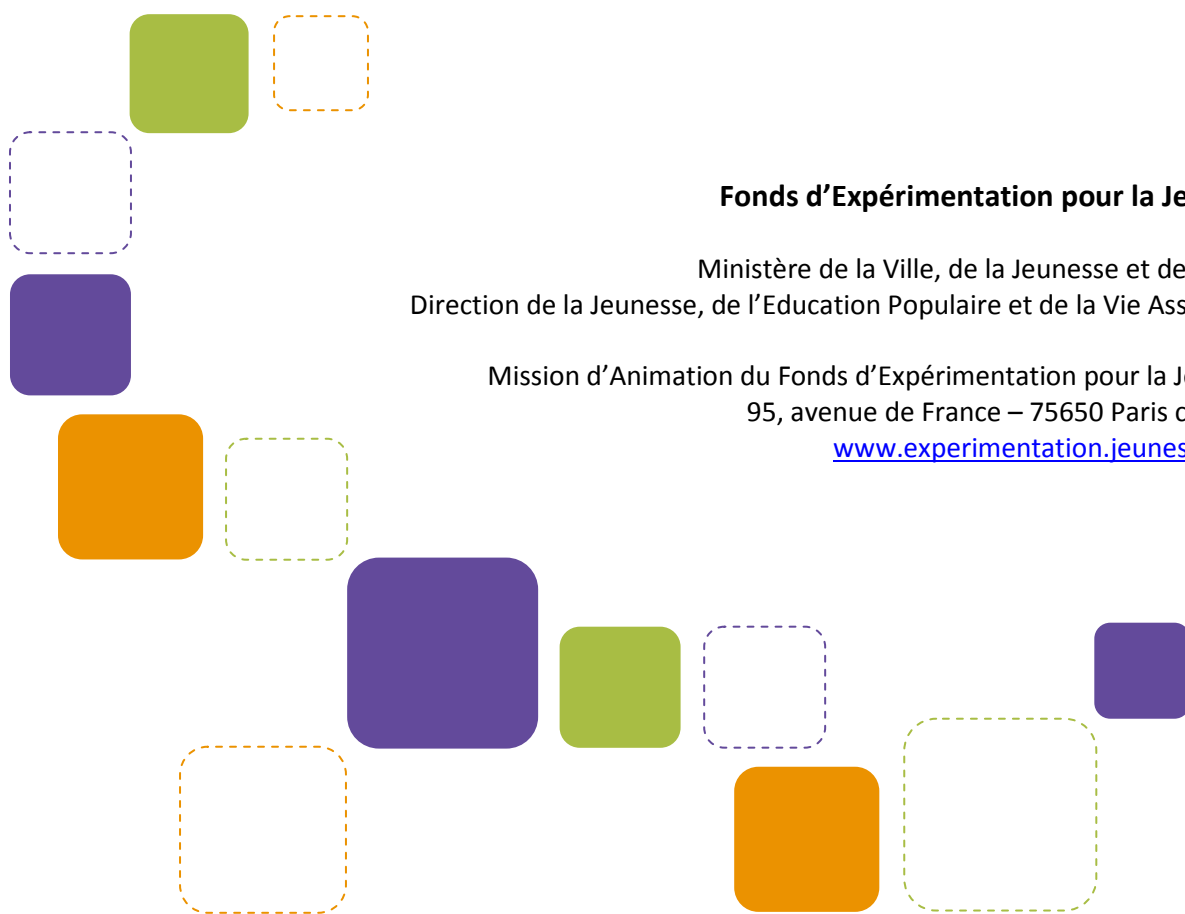 Fonds d’Expérimentation pour la Je
Ministère de la Ville, de la Jeunesse et de
Direction de la Jeunesse, de l’Education Populaire et de la Vie Ass
Mission d’Animation du Fonds d’Expérimentation pour la J
95, avenue de France – 75650 Paris c
www.experimentation.jeunes